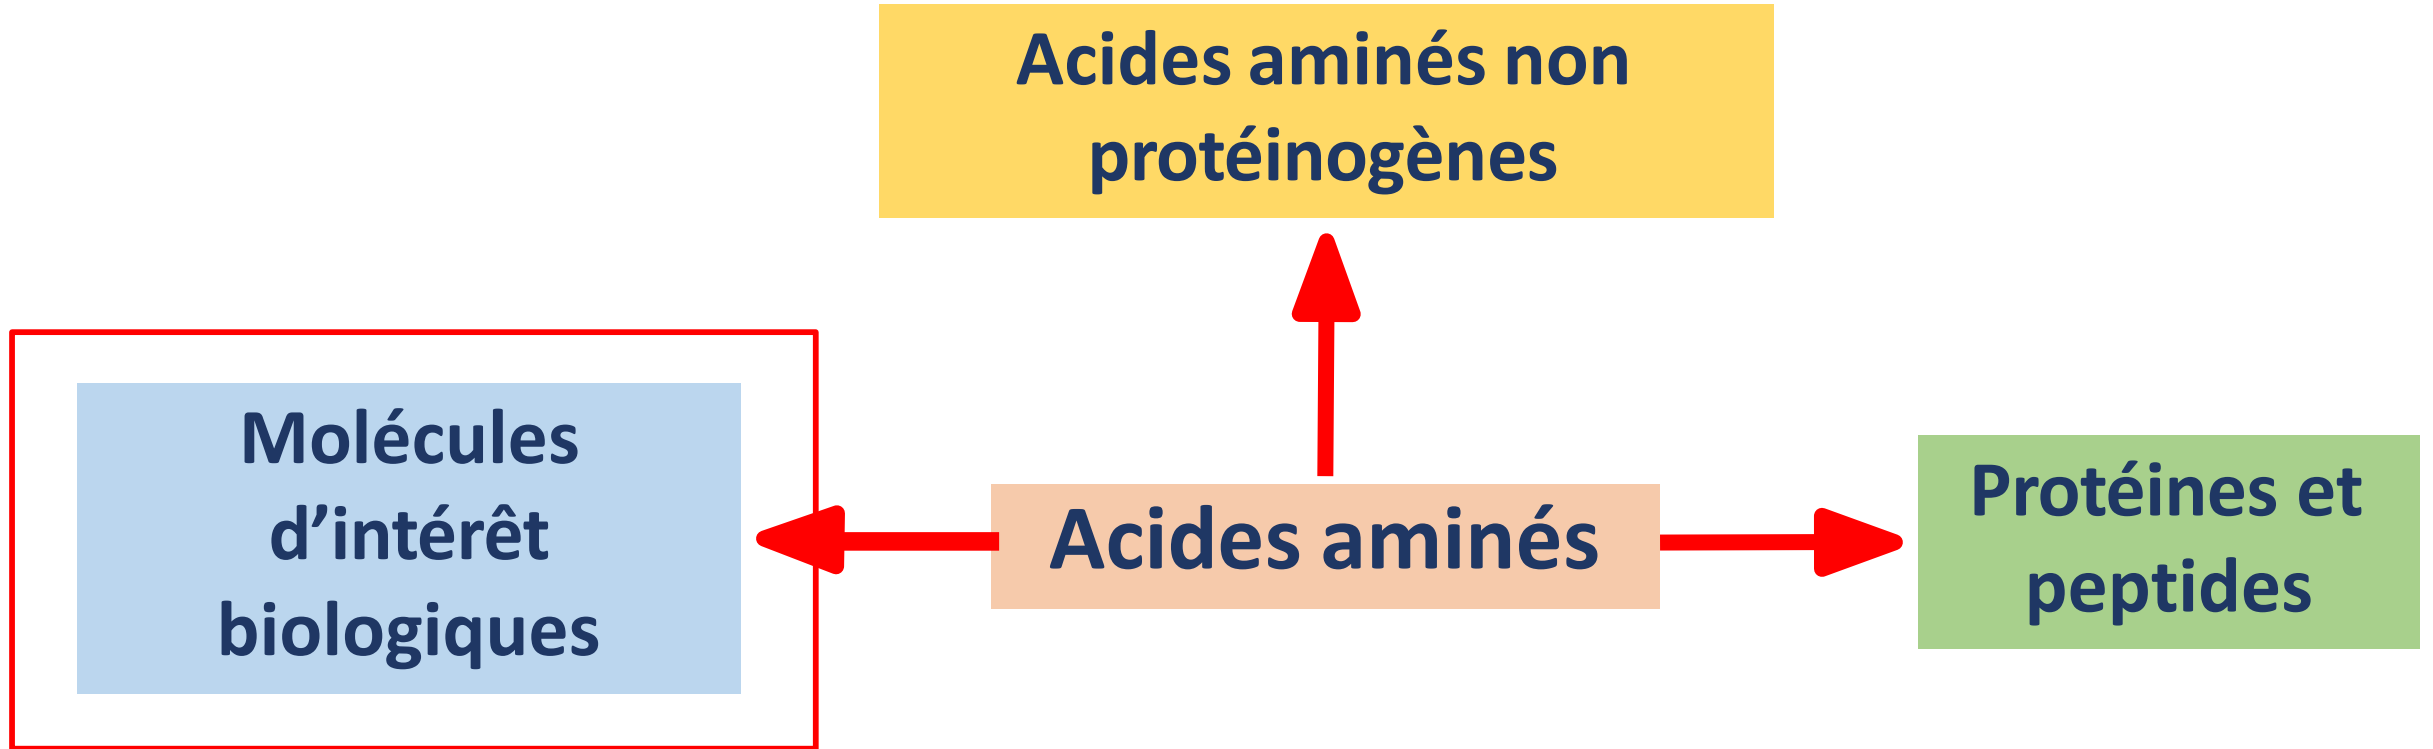 Acides aminés non
protéinogènes
Molécules
d’intérêt
biologiques
Acides aminés
Protéines et
peptides